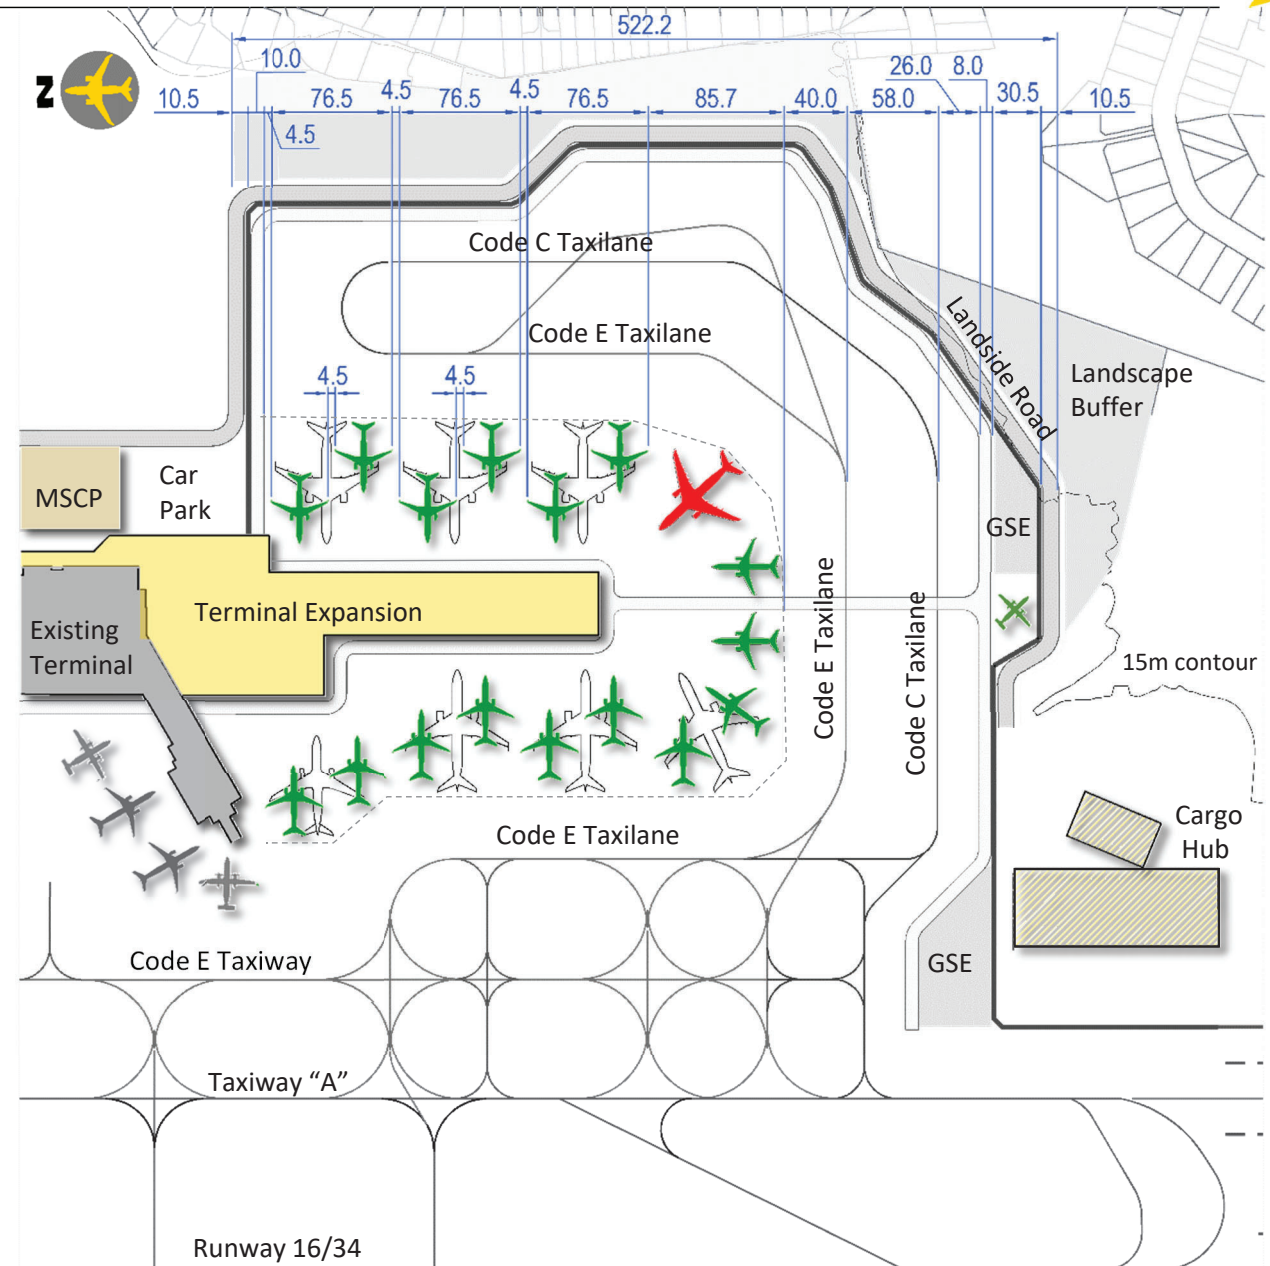 522.2
10.0
26.0 8.0
10.5 76.5 4.5 76.5 4.5 76.5 85.7 40.0 58.0 30.5 10.5
4.5
Z
Code C Taxilane
Code E Taxilane
Landside Road
4.5 4.5
Landscape
Buffer
MSCP
Car
Park
GSE
Terminal Expansion
Existing
Terminal
Code E Taxilane
Code C Taxilane
15m contour
Code E Taxilane
Cargo
Hub
Code E Taxiway
GSE
Taxiway “A”
Runway 16/34